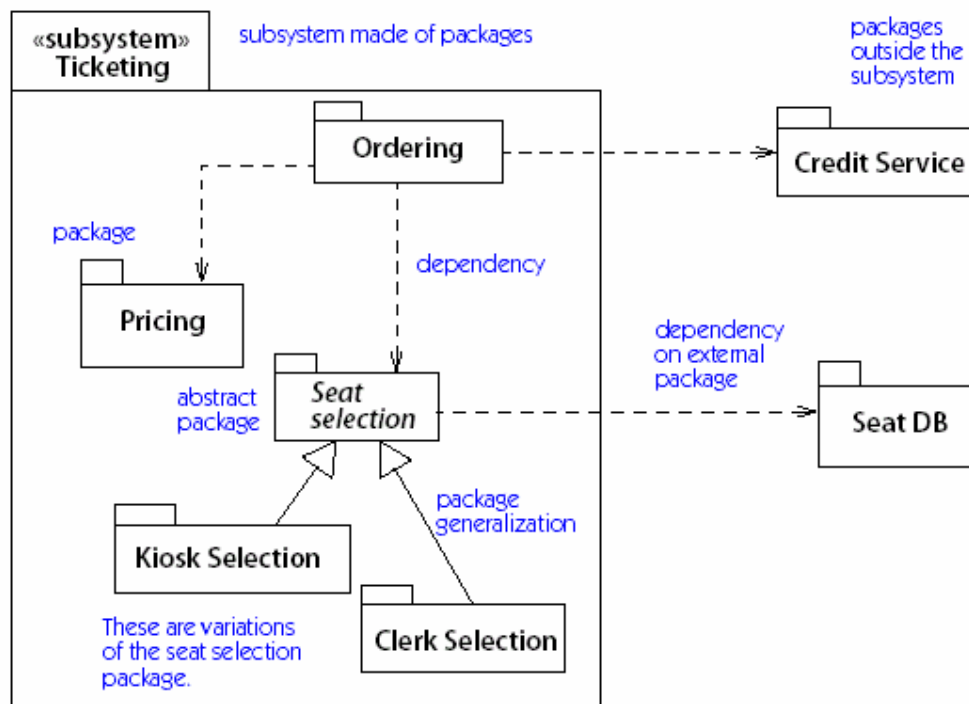 «subsystem»
Ticketing
subsystem made of packages
packages
outside the
subsystem
Ordering
Credit Service
package
dependency
Pricing
dependency
on external
package
abstract
package
Seat
selection
Seat DB
package
generalization
Kiosk Selection
Clerk Selection
These are variations
of the seat selection
package.